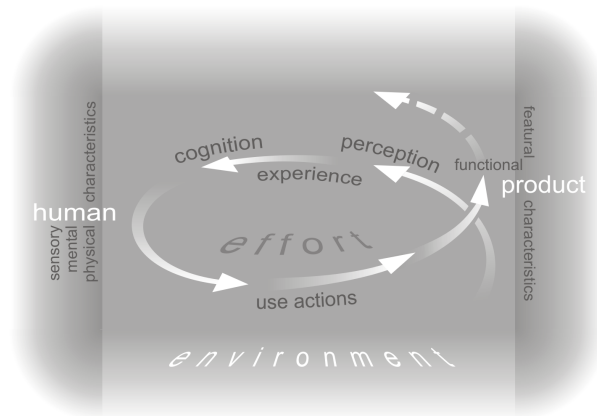 cognition
perception
experience
functional
featural
characteristics
product
characteristics
human
sensory
mental
physical
effort
use actions
environment